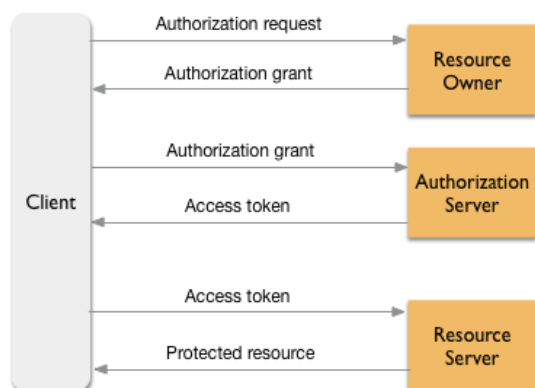 Authorization request
Resource
Owner
Authorization grant
Authorization grant
Client
Authorization
Server
Access token
Access token
Resource
Server
Protected resource